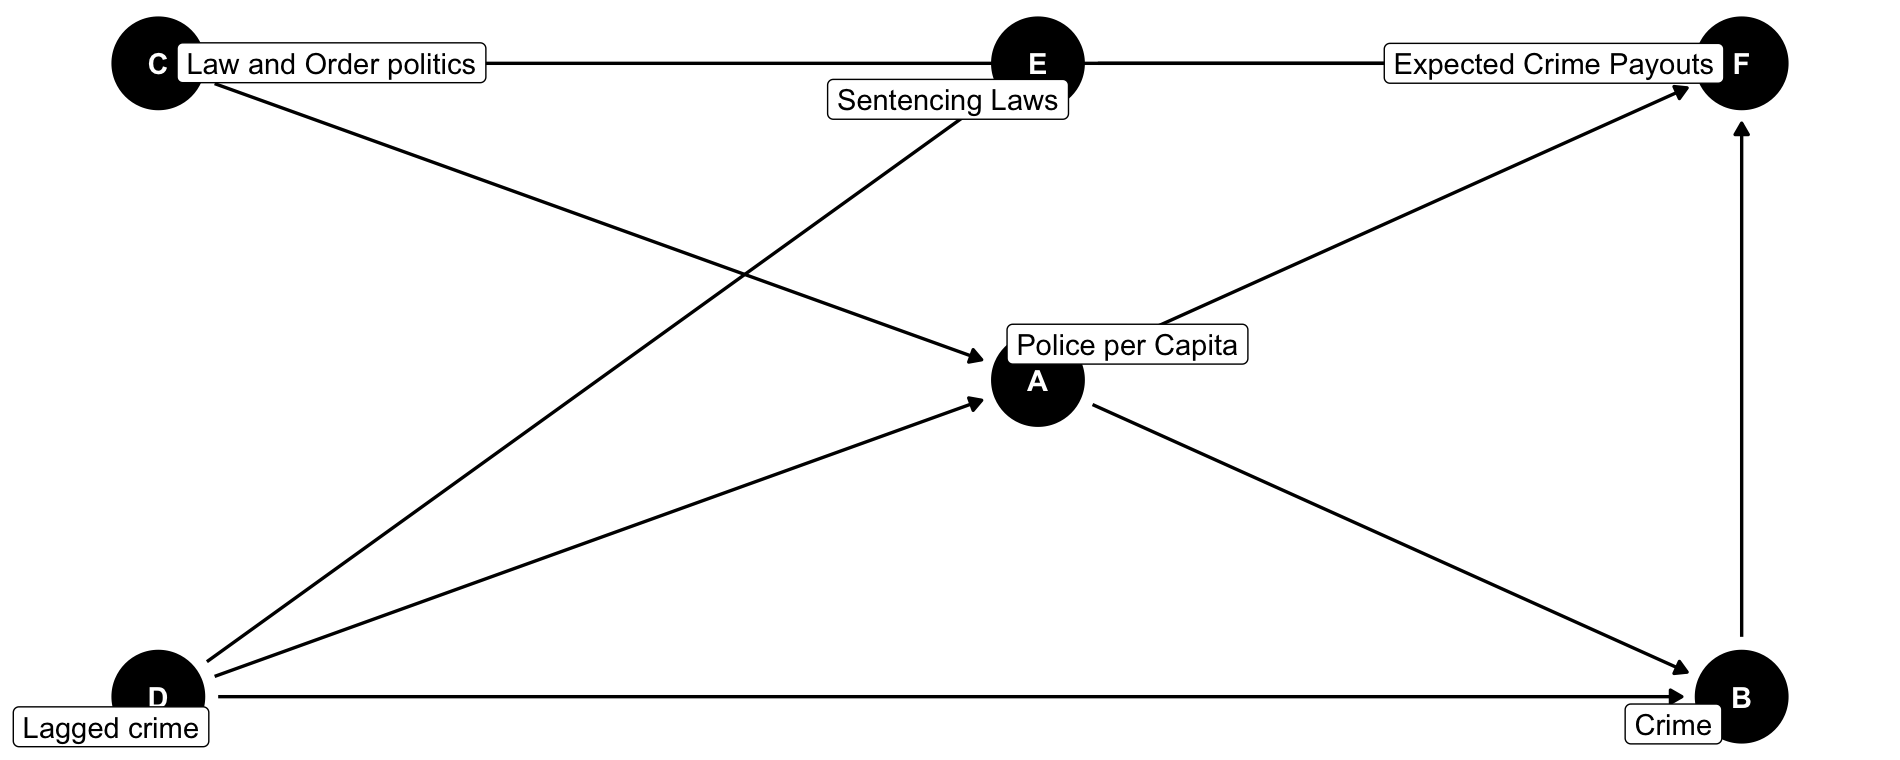 C
Law and Order politics
E
Expected Crime Payouts
F
Sentencing Laws
Police per Capita
A
D
Lagged crime
B
Crime